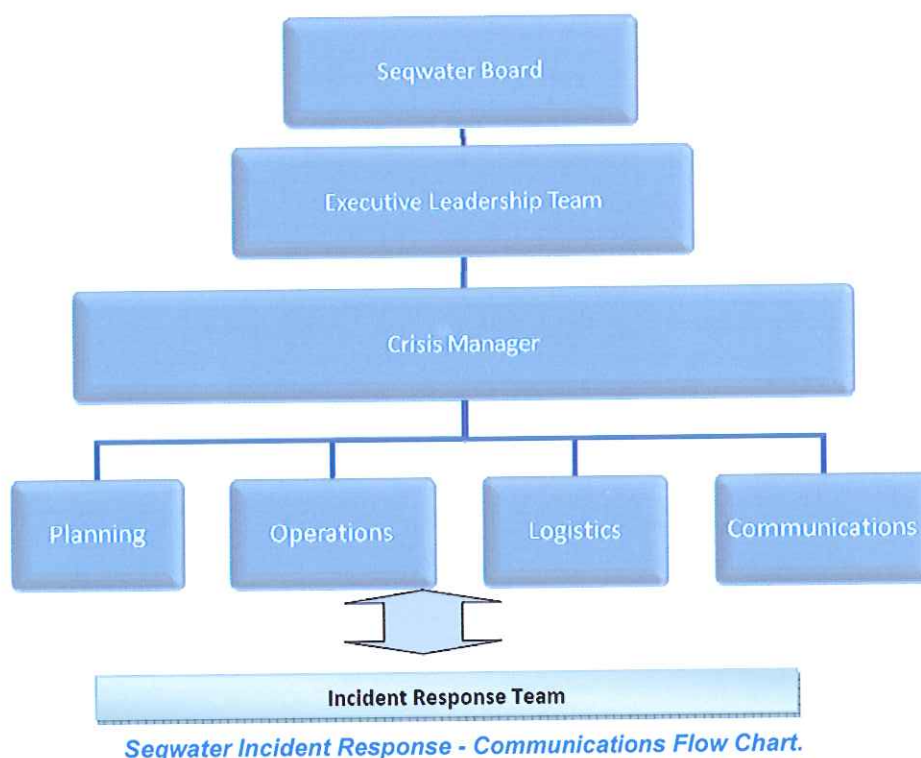 Seqwater Board
Executive Leadership Team
Crisis Manager
Planning
Operations
Logistics
Communications
Incident Response Team
Seqwater Incident Response - Communications Flow Chart.